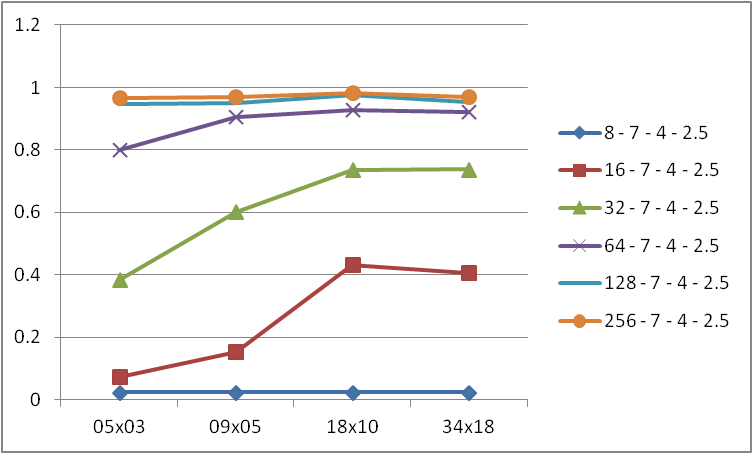 1.2
1
0.8
0.6
0.4
0.2
0
05x03 09x05 18x10 34x18
8 - 7 - 4 - 2.5
16 - 7 - 4 - 2.5
32 - 7 - 4 - 2.5
64 - 7 - 4 - 2.5
128 - 7 - 4 - 2.5
256 - 7 - 4 - 2.5